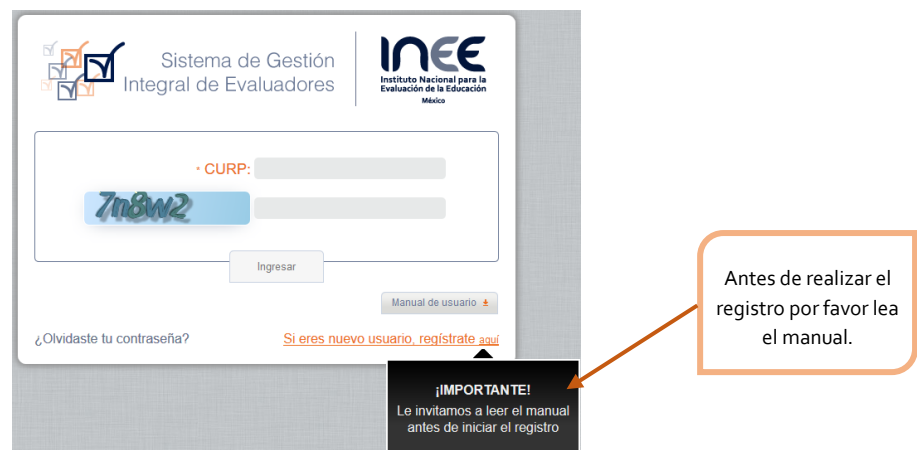 Sistema de Gestión
Integral de Evaluadores
INEE
Instituto Nacional para la
Evaluación de la Educación
México
* CURP:
7n8w2
Ingresar
Manual de usuario
¿Olvidaste tu contraseña?
Si eres nuevo usuario, regístrate aquí
¡IMPORTANTE!
Le invitamos a leer el manual
antes de iniciar el registro
Antes de realizar el
registro por favor lea
el manual.